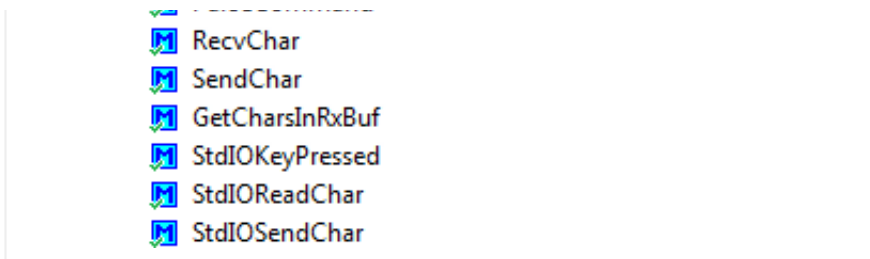 RecvChar
SendChar
GetCharsInRxBuf
StdIOKeyPressed
StdIOReadChar
StdIOSendChar